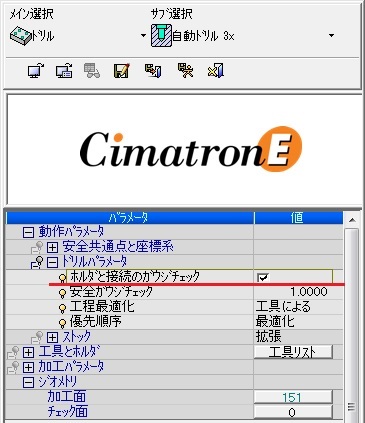 メイン選択 サブ選択
ドリル 自動ドリル 3x
CimatronE
パラメータ 値
動作パラメータ
安全共通点と座標系
ドリルパラメータ
ホルダと接続のガウジチェック
安全ガウジチェック 1.0000
工程最適化 工具による
優先順序 最適化
ストック 拡張
工具とホルダ 工具リスト
加工パラメータ
ジオメトリ
加工面 151
チェック面 0